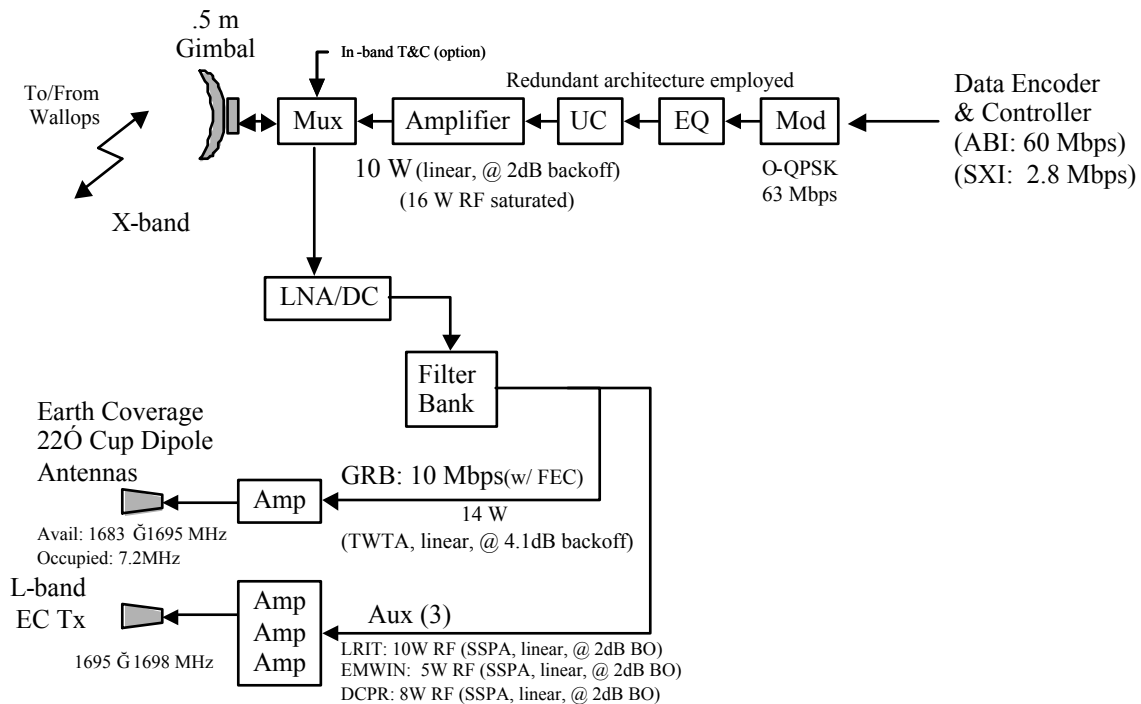 .5 m
Gimbal
In-band T&C (option)
To/From
Wallops
X-band
Redundant architecture employed
Mux
Amplifier
UC
EQ
Mod
Data Encoder
& Controller
(ABI: 60 Mbps)
(SXI: 2.8 Mbps)
10 W (linear, @ 2dB backoff)
(16 W RF saturated)
O-QPSK
63 Mbps
LNA/DC
Filter
Bank
Earth Coverage
22Ó Cup Dipole
Antennas
Amp
GRB: 10 Mbps(w/ FEC)
14 W
(TWTA, linear, @ 4.1dB backoff)
Avail: 1683 Ğ1695 MHz
Occupied: 7.2MHz
L-band
EC Tx
1695 Ğ1698 MHz
Amp
Amp
Amp
Aux (3)
LRIT: 10W RF (SSPA, linear, @ 2dB BO)
EMWIN: 5W RF (SSPA, linear, @ 2dB BO)
DCPR: 8W RF (SSPA, linear, @ 2dB BO)